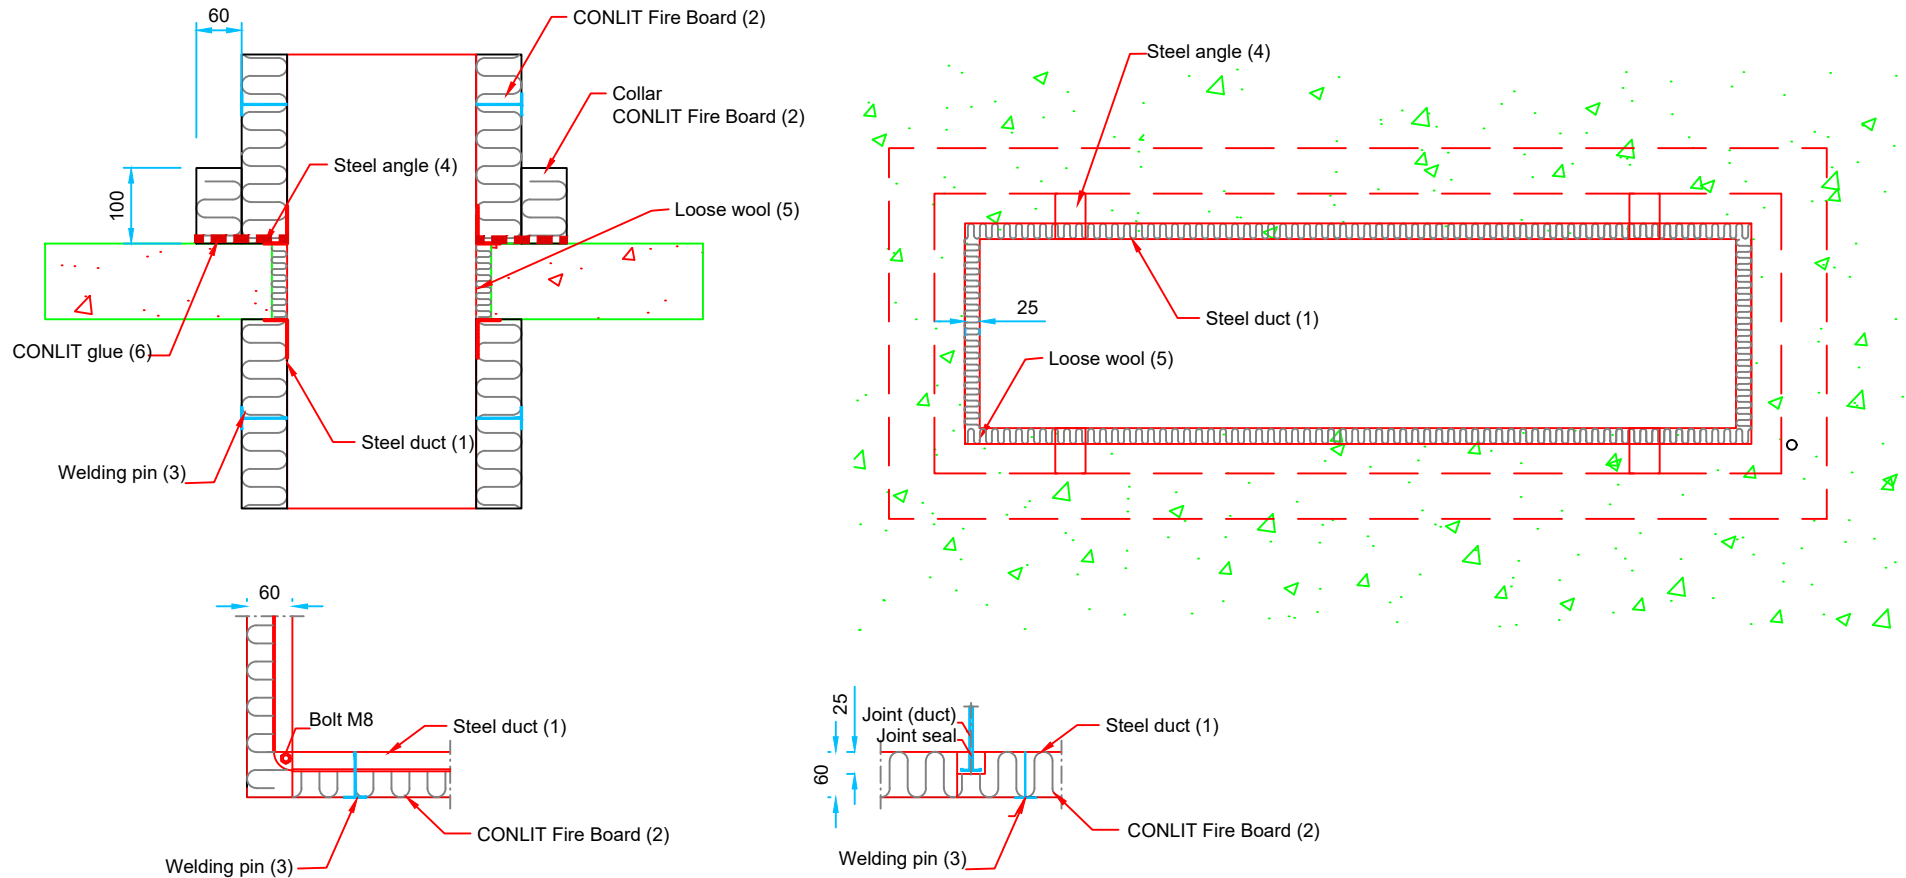 60
CONLIT Fire Board (2)
Collar
CONLIT Fire Board (2)
Steel angle (4)
100
Loose wool (5)
CONLIT glue (6)
Steel duct (1)
Welding pin (3)
Steel angle (4)
25
Steel duct (1)
Loose wool (5)
60
Bolt M8
Steel duct (1)
CONLIT Fire Board (2)
Welding pin (3)
25
60
Joint (duct)
Joint seal
Steel duct (1)
CONLIT Fire Board (2)
Welding pin (3)